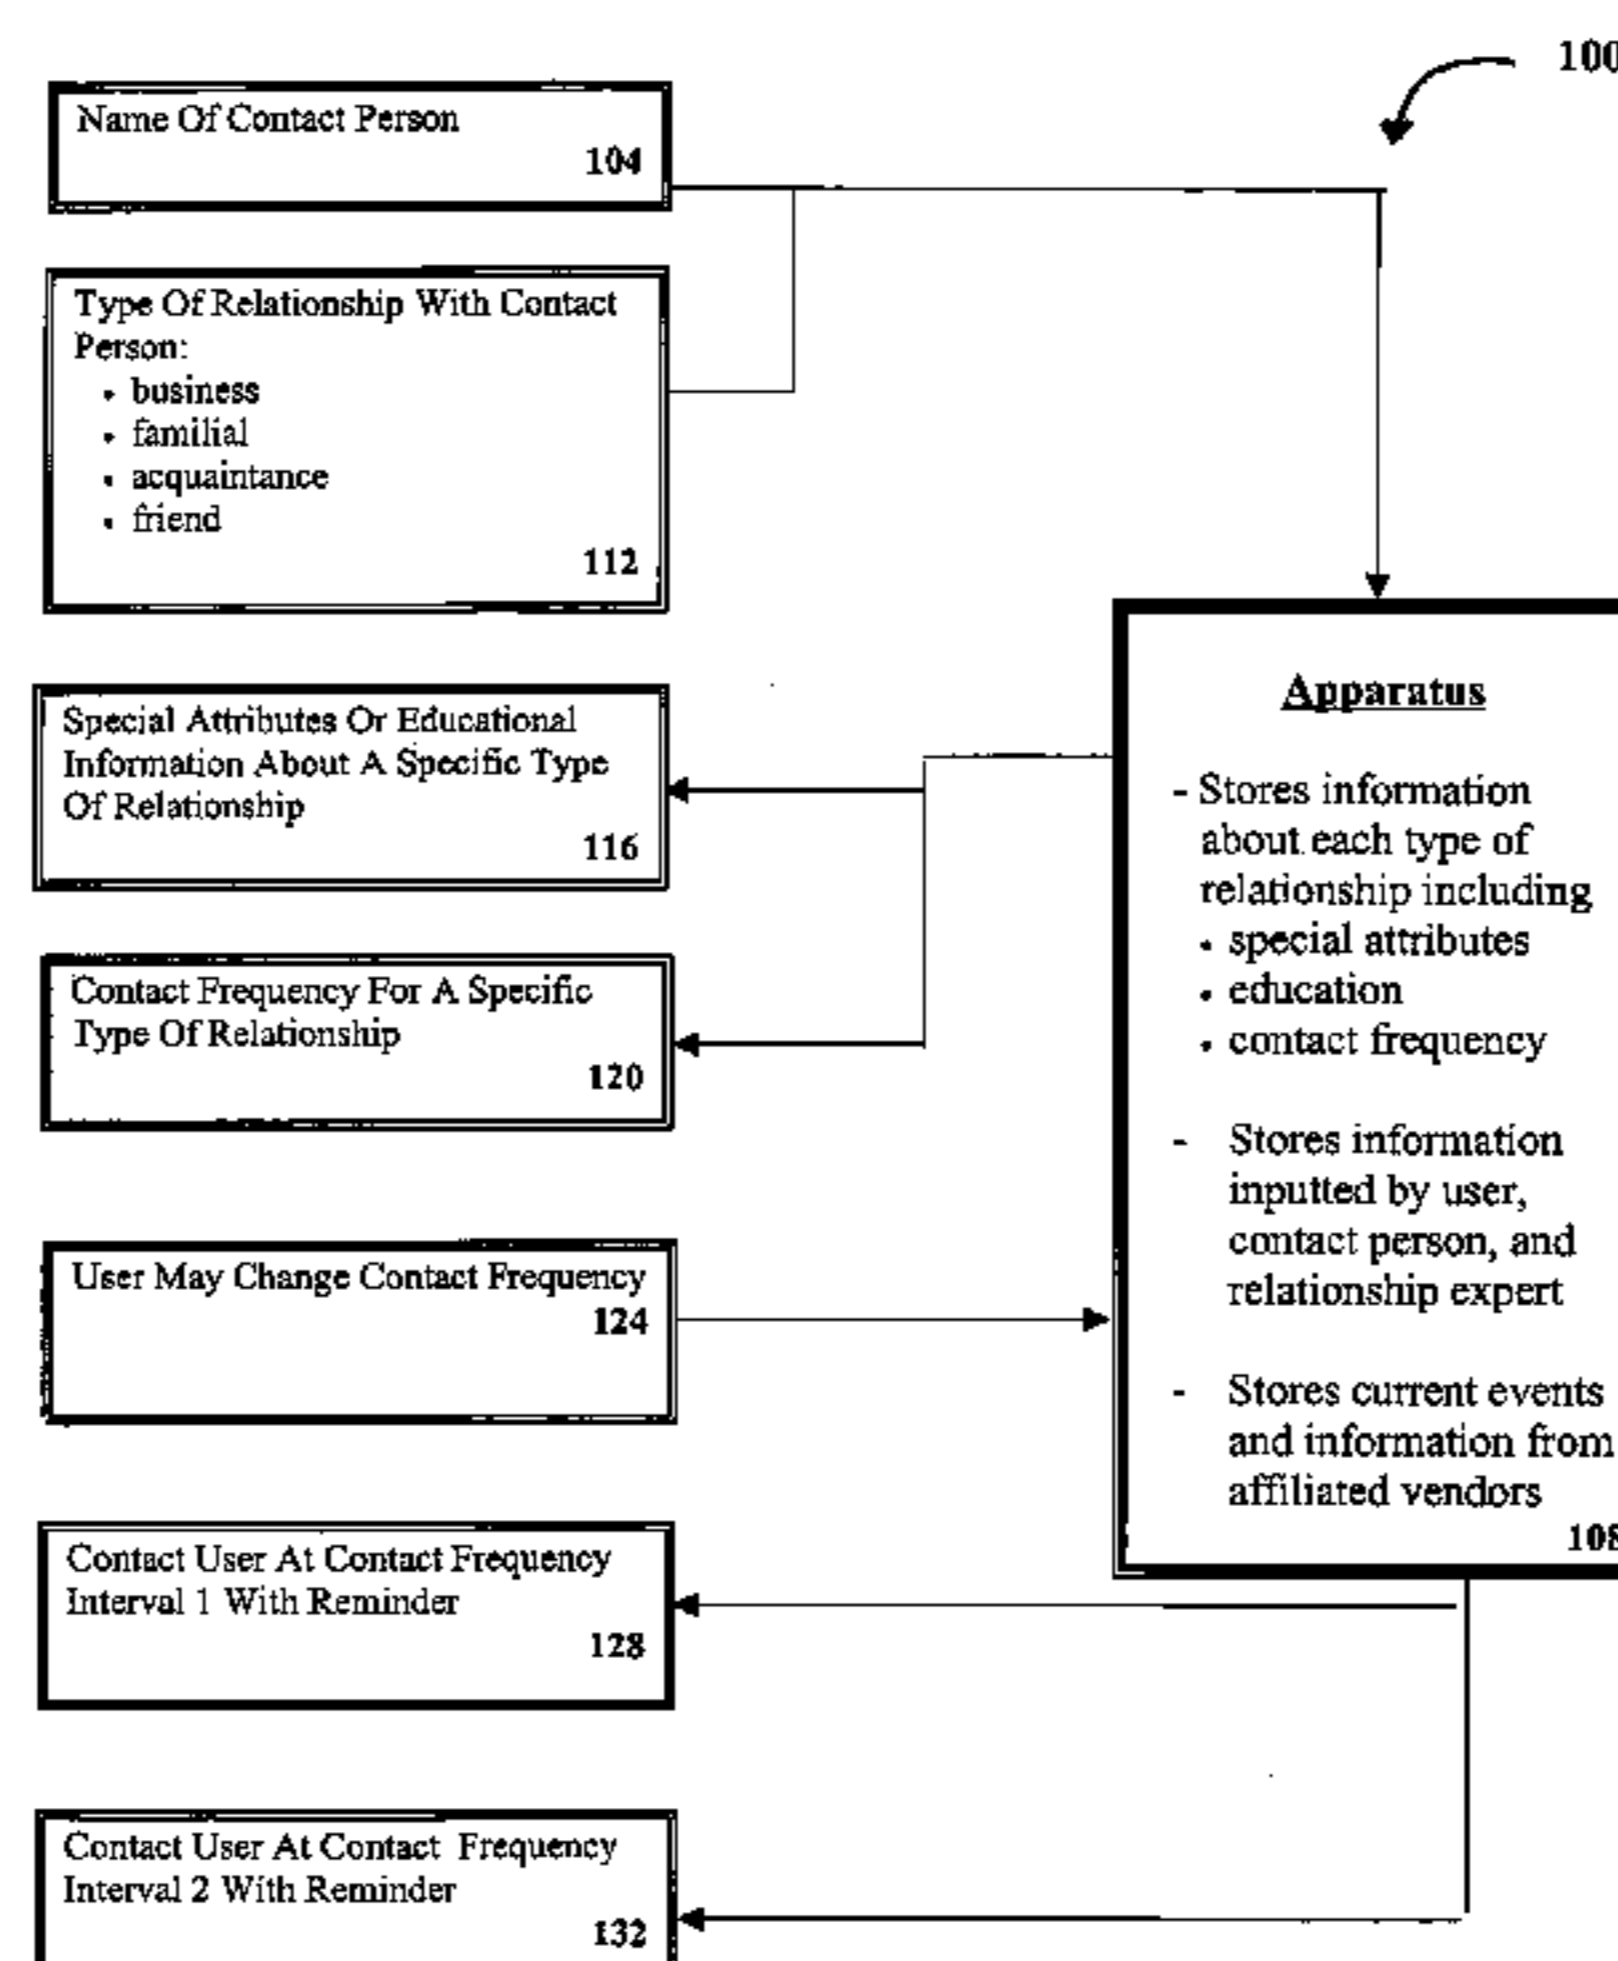 100
Name Of Contact Person
104
Type Of Relationship With Contact
Person:
• business
• familial
• acquaintance
• friend
112
Special Attributes Or Educational
Information About A Specific Type
Of Relationship
116
Contact Frequency For A Specific
Type Of Relationship
120
User May Change Contact Frequency
124
Contact User At Contact Frequency
Interval 1 With Reminder
128
Contact User At Contact Frequency
Interval 2 With Reminder
132
Apparatus
- Stores information
about each type of
relationship including
• special attributes
• education
• contact frequency
- Stores information
inputted by user,
contact person, and
relationship expert
- Stores current events
and information from
affiliated vendors
108